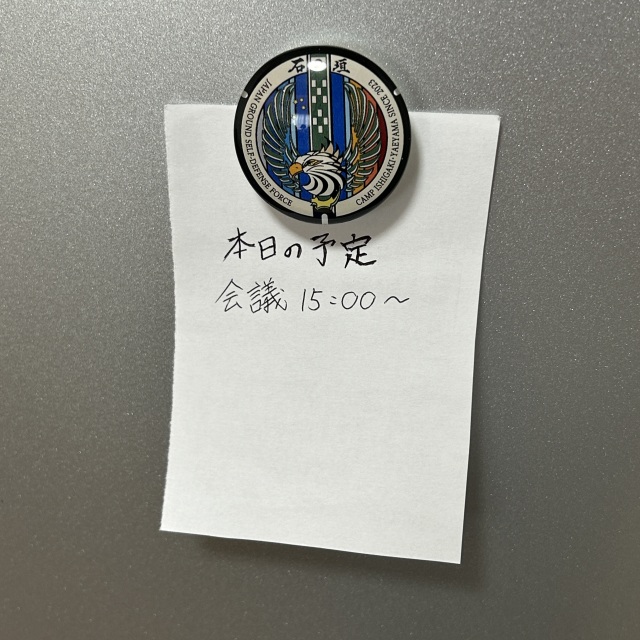 石垣
JAPAN GROUND SELF-DEFENSE FORCE
CAMP ISHIGAKI・YAEYAMA SINCE 2023
本日の予定
会議 15:00〜